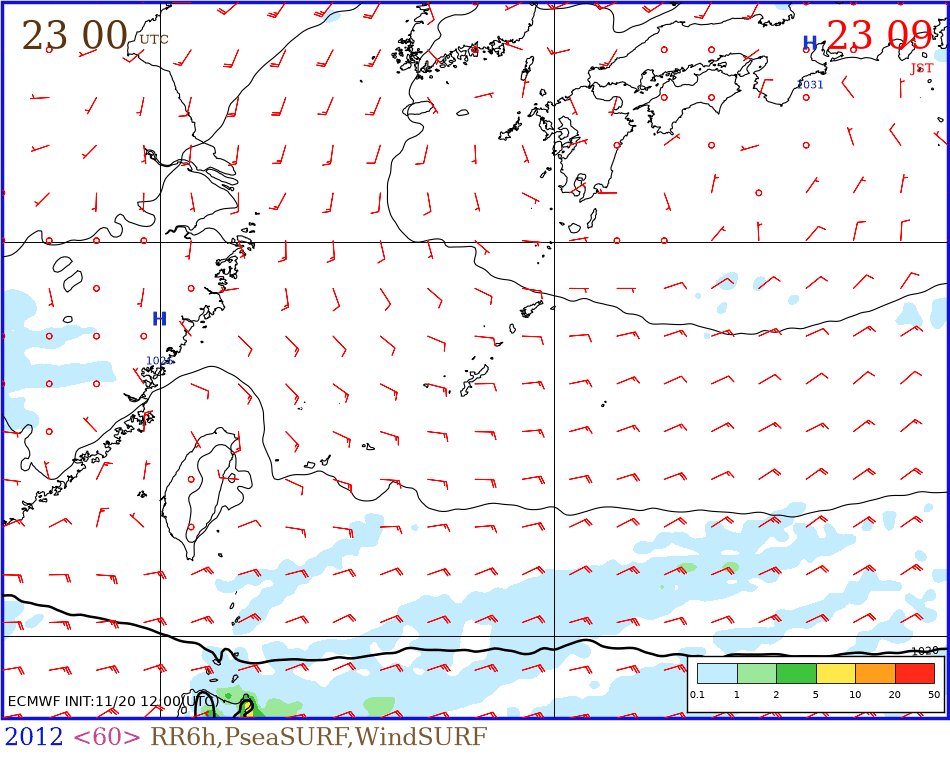 23 00 UTC
H 23 09
1031 JST
H
1020
ECMWF INIT:11/20 12:00(UTC)
0.1 1 2 5 10 20 50
2012 <60> RR6h,PseaSURF,WindSURF